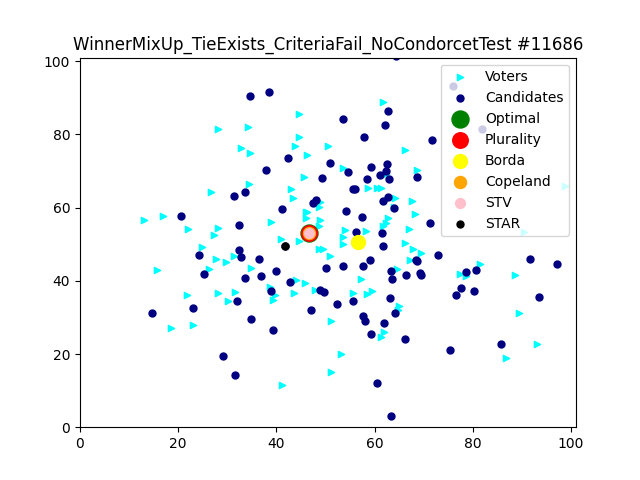 WinnerMixUp_TieExists_CriteriaFail_NoCondorcetTest #11686
100
80
60
40
20
0
0
20
40
60
80
100
Voters
Candidates
Optimal
Plurality
Borda
Copeland
STV
STAR